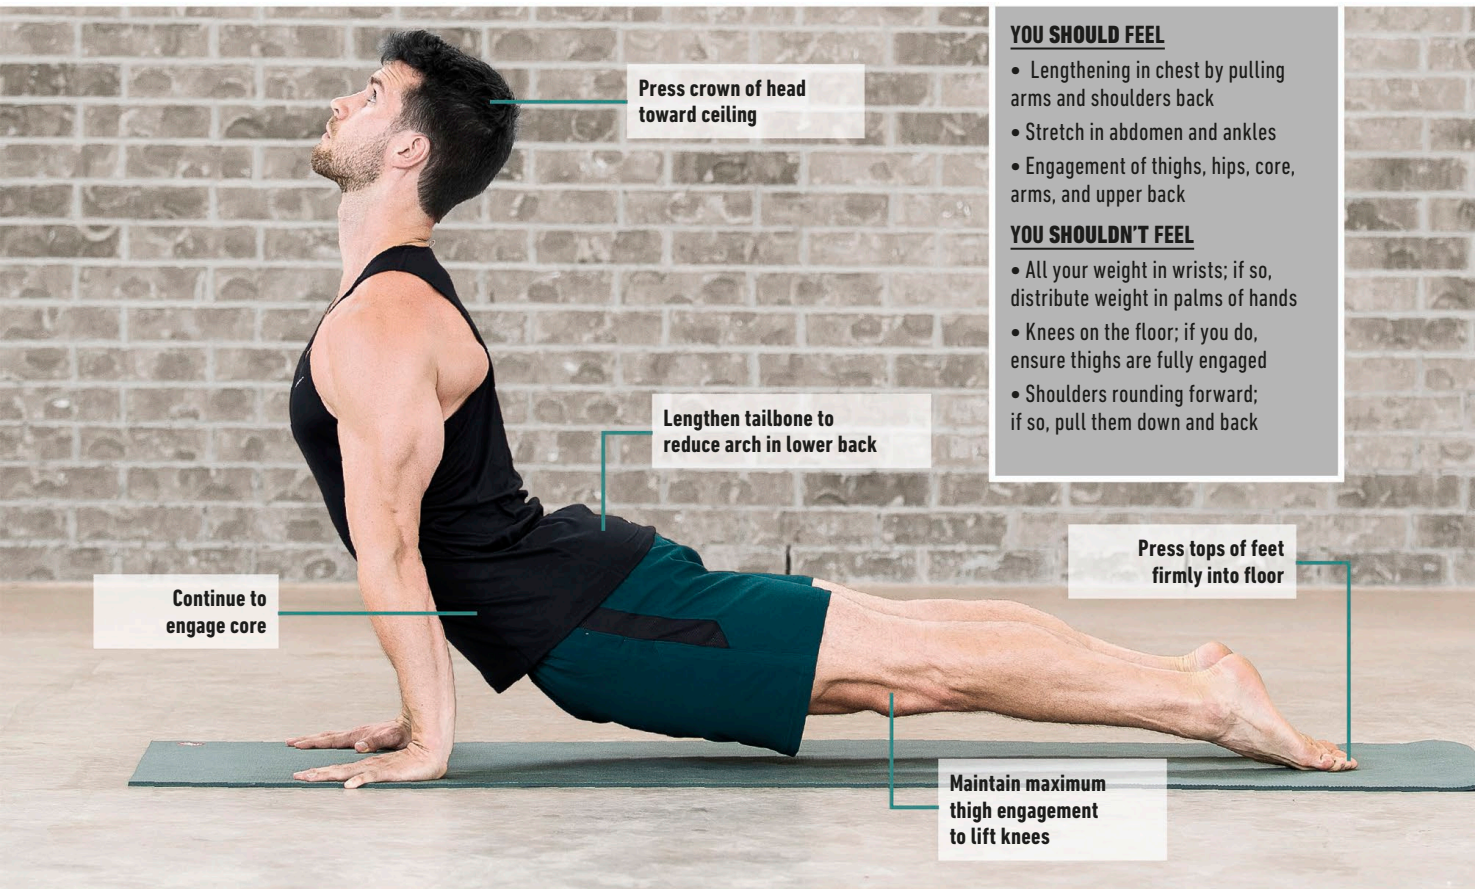 Press crown of head
toward ceiling
YOU SHOULD FEEL
• Lengthening in chest by pulling
arms and shoulders back
• Stretch in abdomen and ankles
• Engagement of thighs, hips, core,
arms, and upper back
YOU SHOULDN'T FEEL
• All your weight in wrists; if so,
distribute weight in palms of hands
• Knees on the floor; if you do,
ensure thighs are fully engaged
• Shoulders rounding forward;
if so, pull them down and back
Lengthen tailbone to
reduce arch in lower back
Press tops of feet
firmly into floor
Continue to
engage core
Maintain maximum
thigh engagement
to lift knees